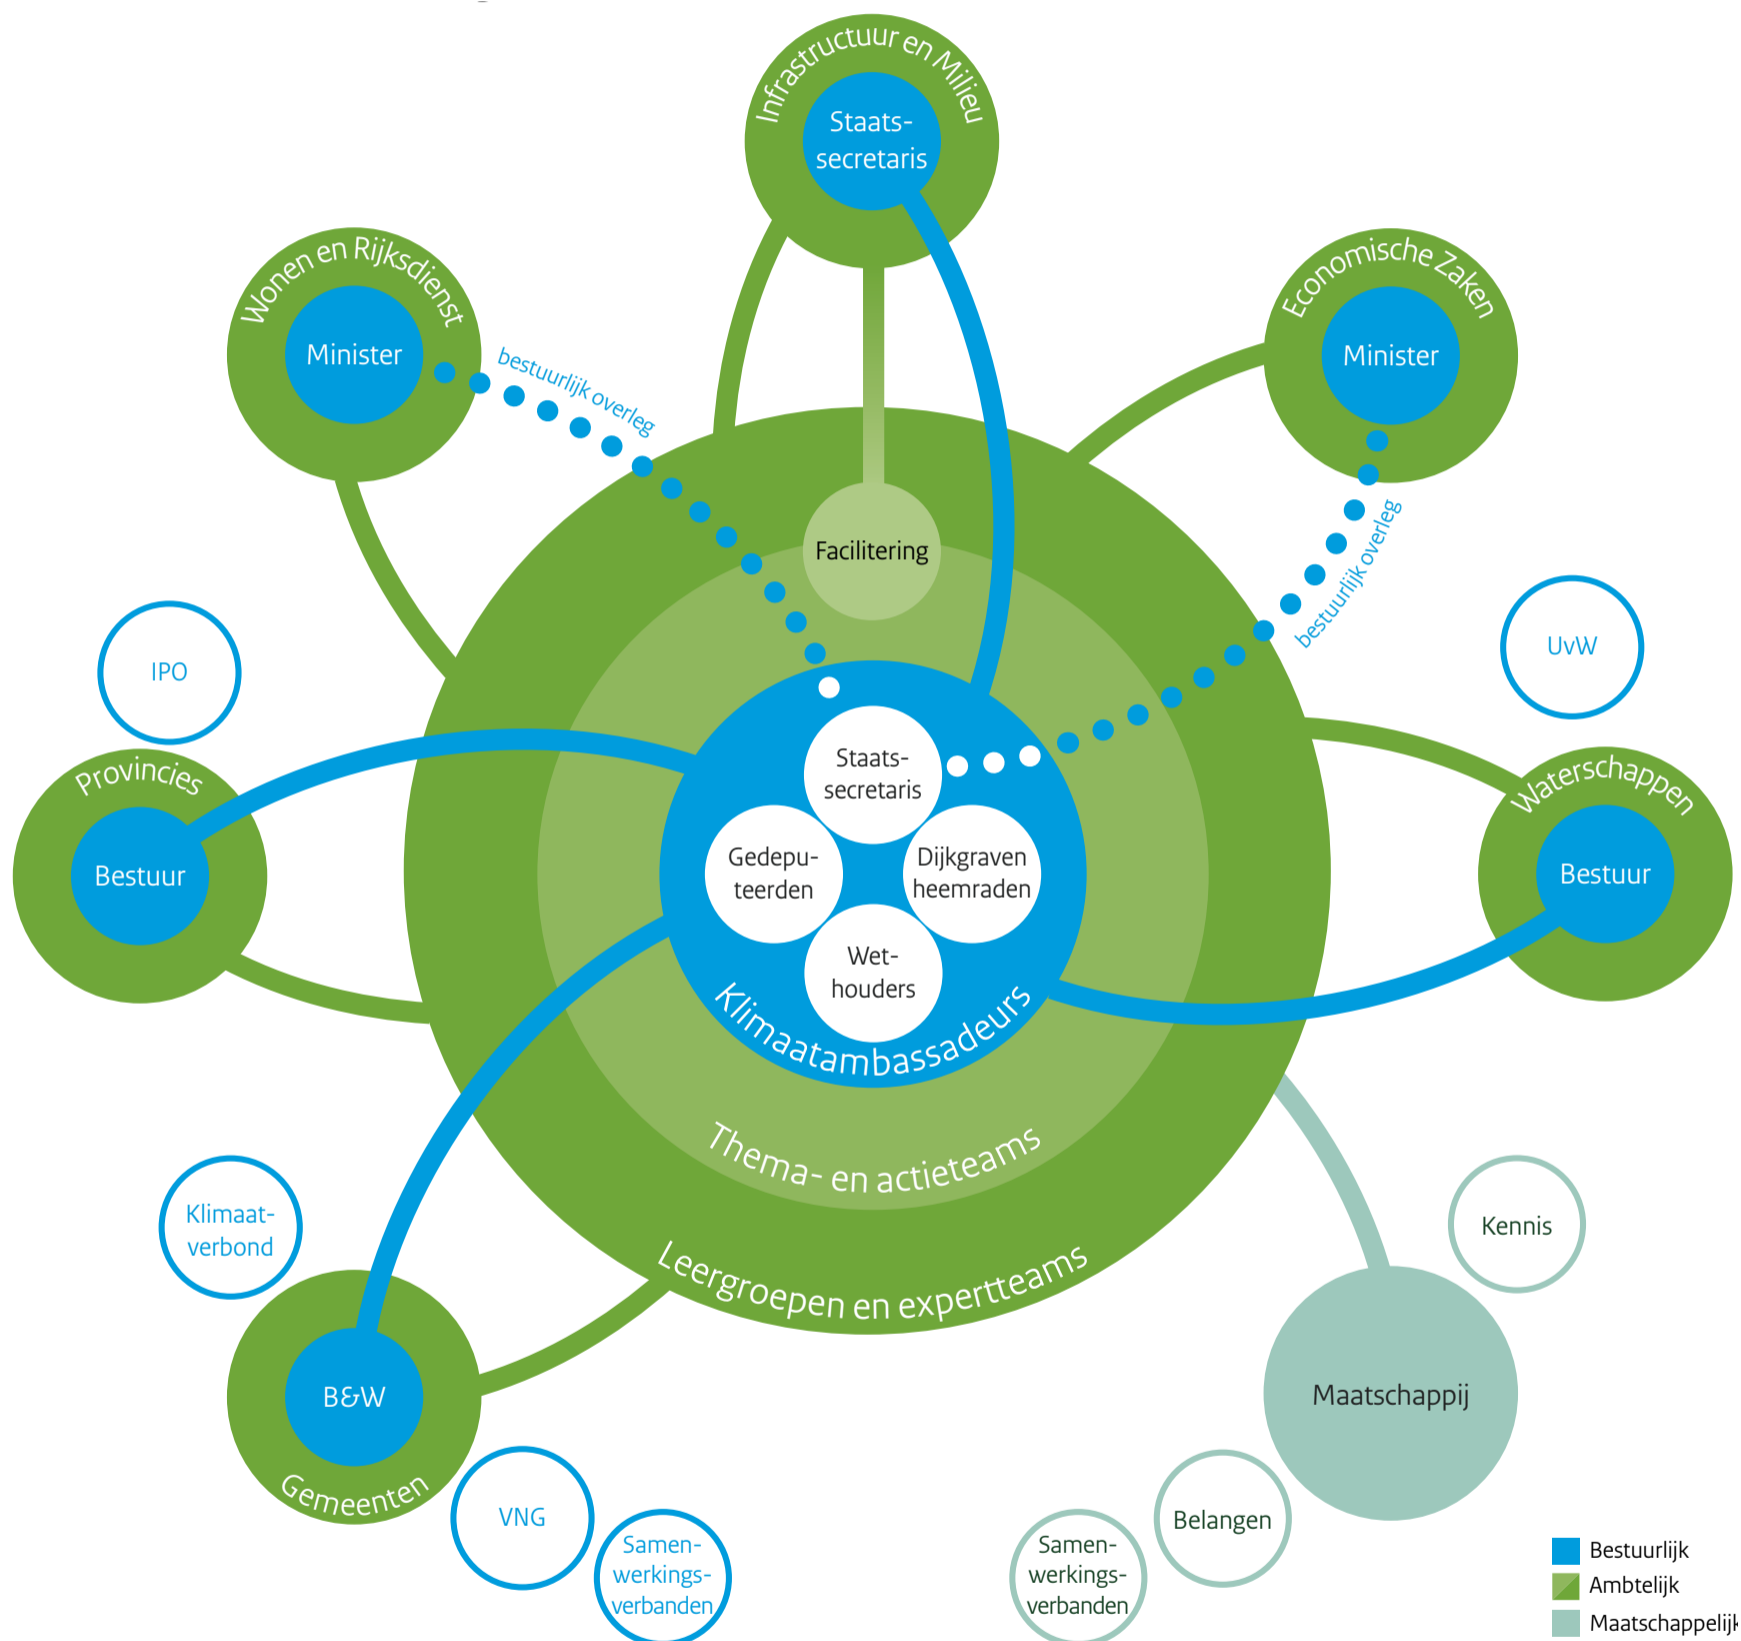 Infrastructuur en Milieu
Staats-
secretaris
Wonen en Rijksdienst
Minister
Economische Zaken
Minister
bestuurlijk overleg
bestuurlijk overleg
Facilitering
IPO
UvW
Provincies
Bestuur
Waterschappen
Bestuur
Staats-
secretaris
Gedepu-
teerden
Dijkgraven
heemraden
Wet-
houders
Klimaatambassadeurs
Thema- en actieteams
Leergroepen en expertteams
Klimaat-
verbond
B&W
Gemeenten
VNG
Samen-
werkings-
verbanden
Kennis
Maatschappij
Belangen
Samen-
werkings-
verbanden
Bestuurlijk
Ambtelijk
Maatschappelijk